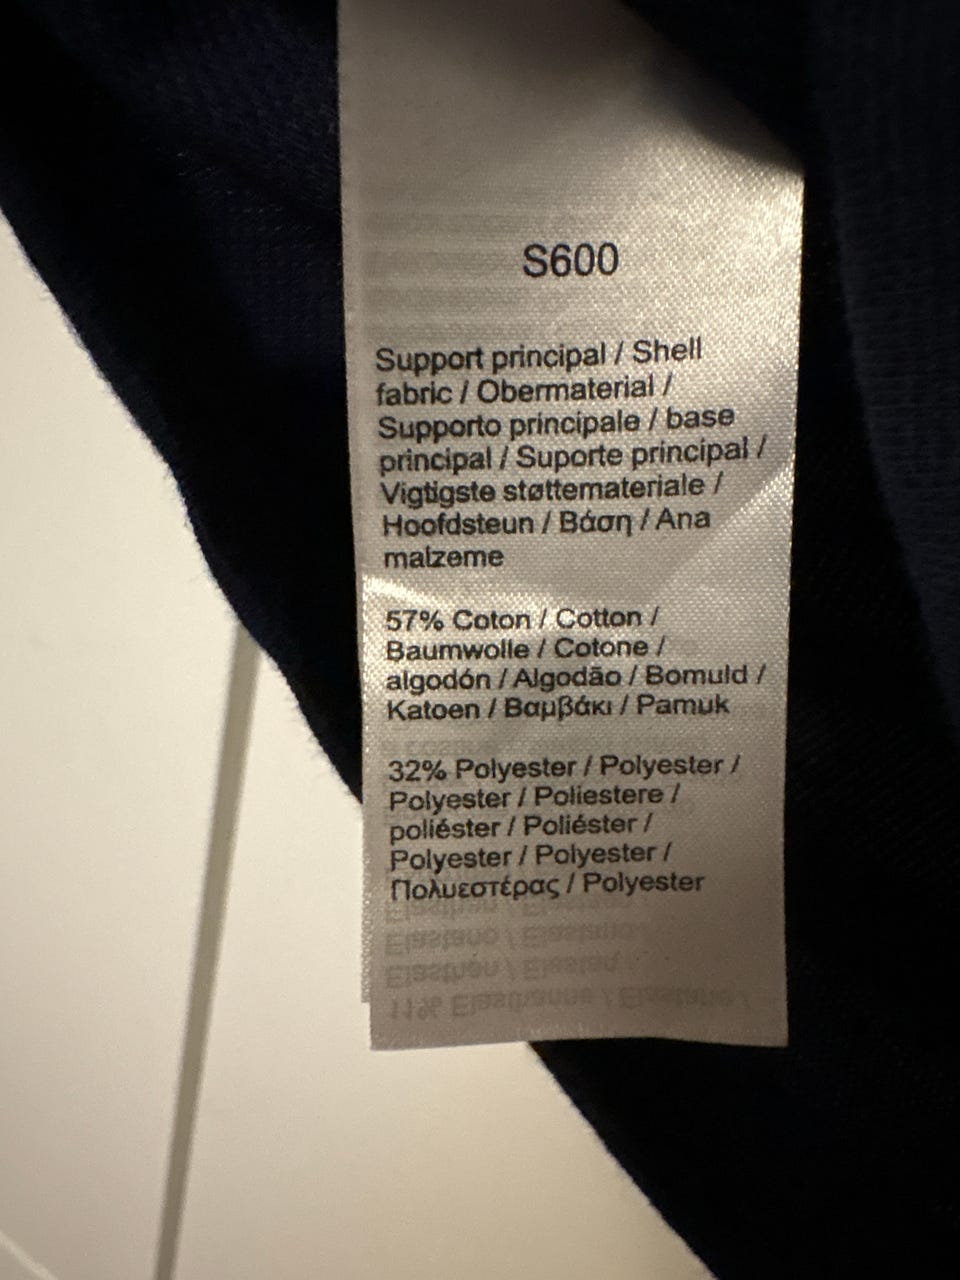 S600
Support principal / Shell
fabric / Obermaterial /
Supporto principale / base
principal / Suporte principal /
Vigtigste støttemateriale /
Hoofdsteun / Βάση / Ana
malzeme
57% Coton / Cotton /
Baumwolle / Cotone /
algodón / Algodão / Bomuld /
Katoen / Βαμβάκι / Pamuk
32% Polyester / Polyester /
Polyester / Poliestere /
poliéster / Poliéster /
Polyester / Polyester /
Πολυεστέρας / Polyester